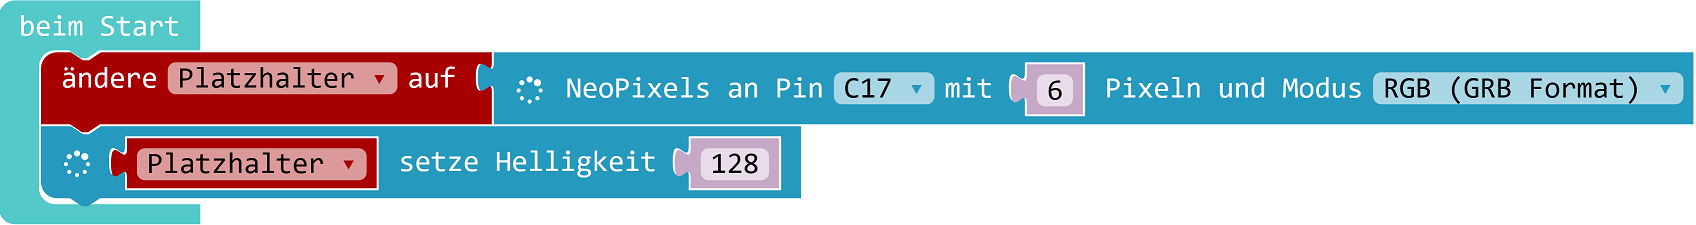 beim Start
ändere Platzhalter auf NeoPixels an Pin C17 mit 6 Pixeln und Modus RGB (GRB Format)
Platzhalter setze Helligkeit 128